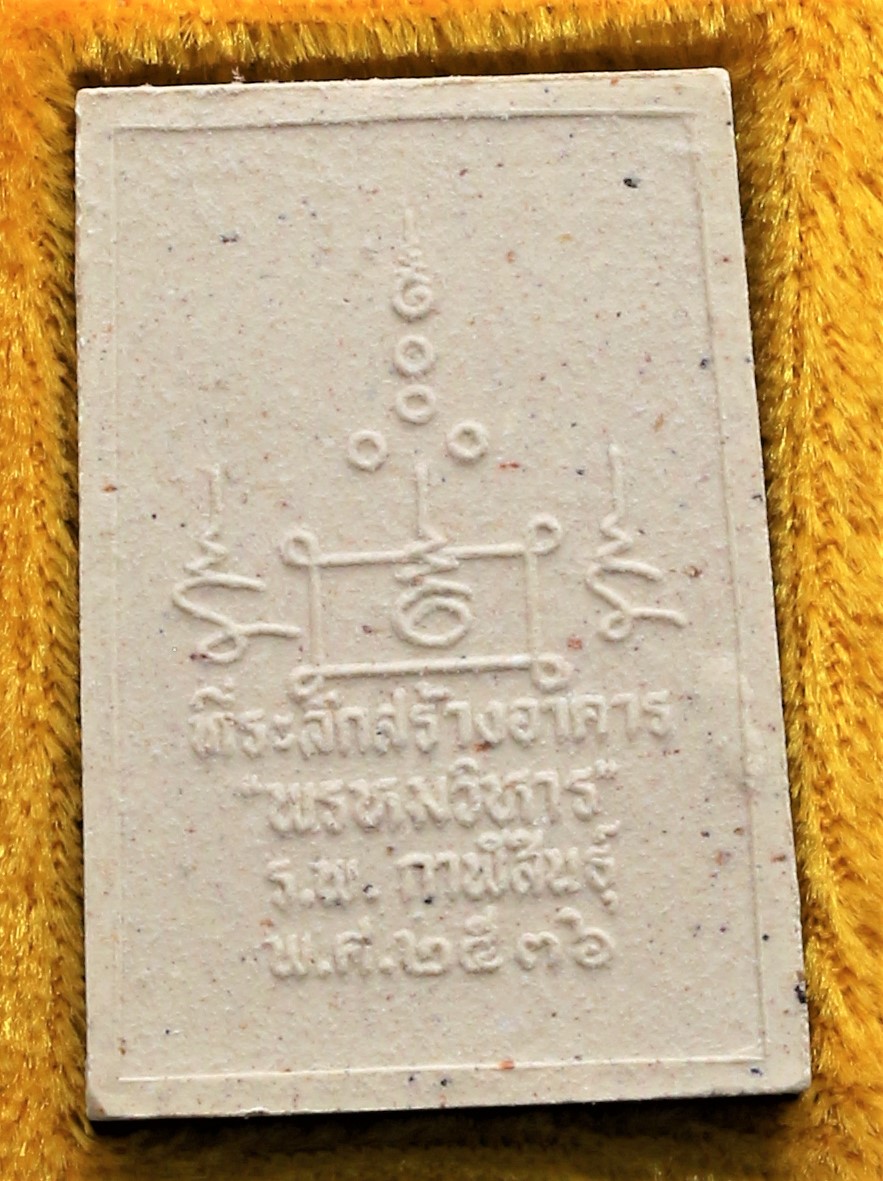 ที่ระลึกสร้างอาคาร
"พรหมวิหาร"
ร.พ. กาฬสินธุ์
พ.ศ.๒๕๓๖